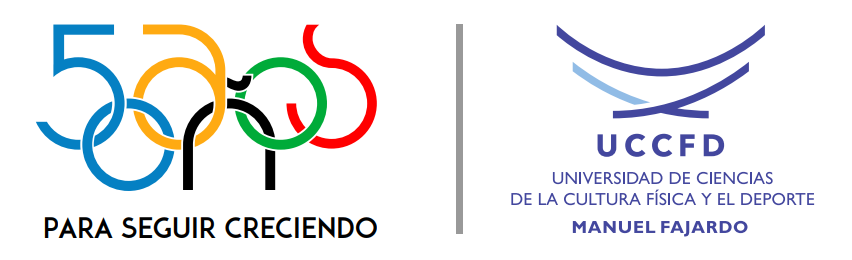 50 años
PARA SEGUIR CRECIENDO
UCCFD
UNIVERSIDAD DE CIENCIAS
DE LA CULTURA FÍSICA Y EL DEPORTE
MANUEL FAJARDO